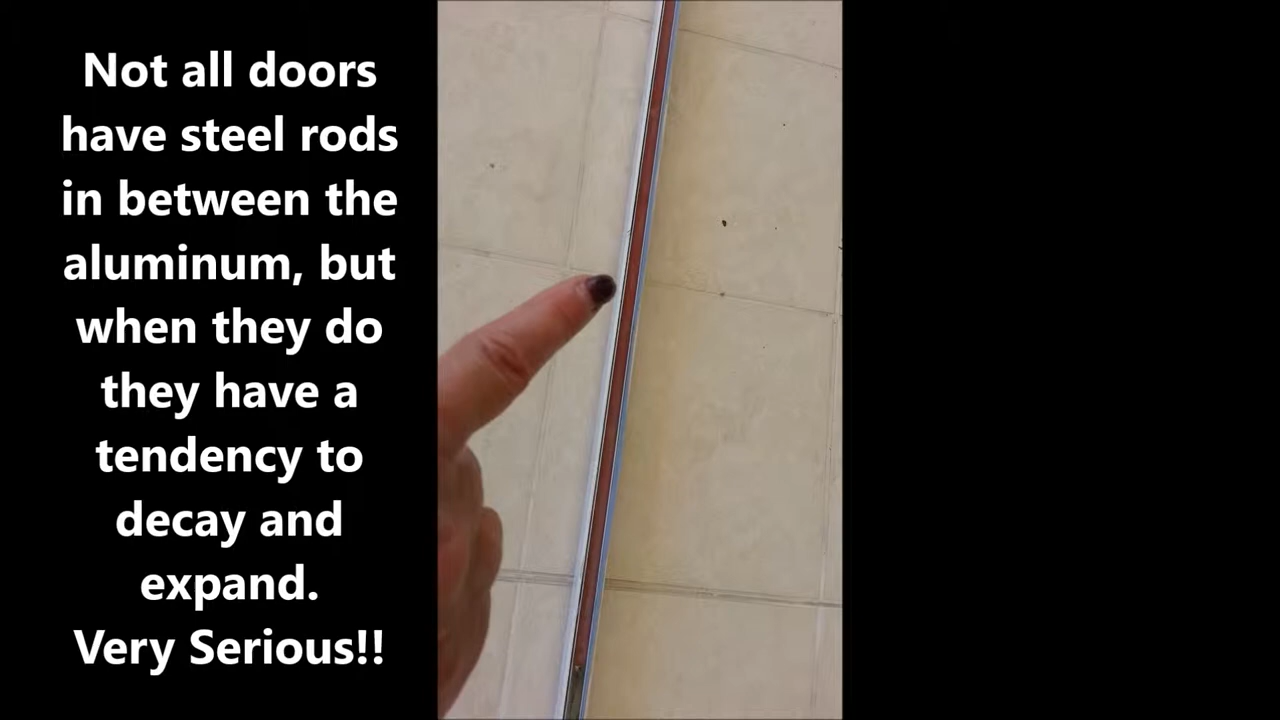 Not all doors
have steel rods
in between the
aluminum, but
when they do
they have a
tendency to
decay and
expand.
Very Serious!!